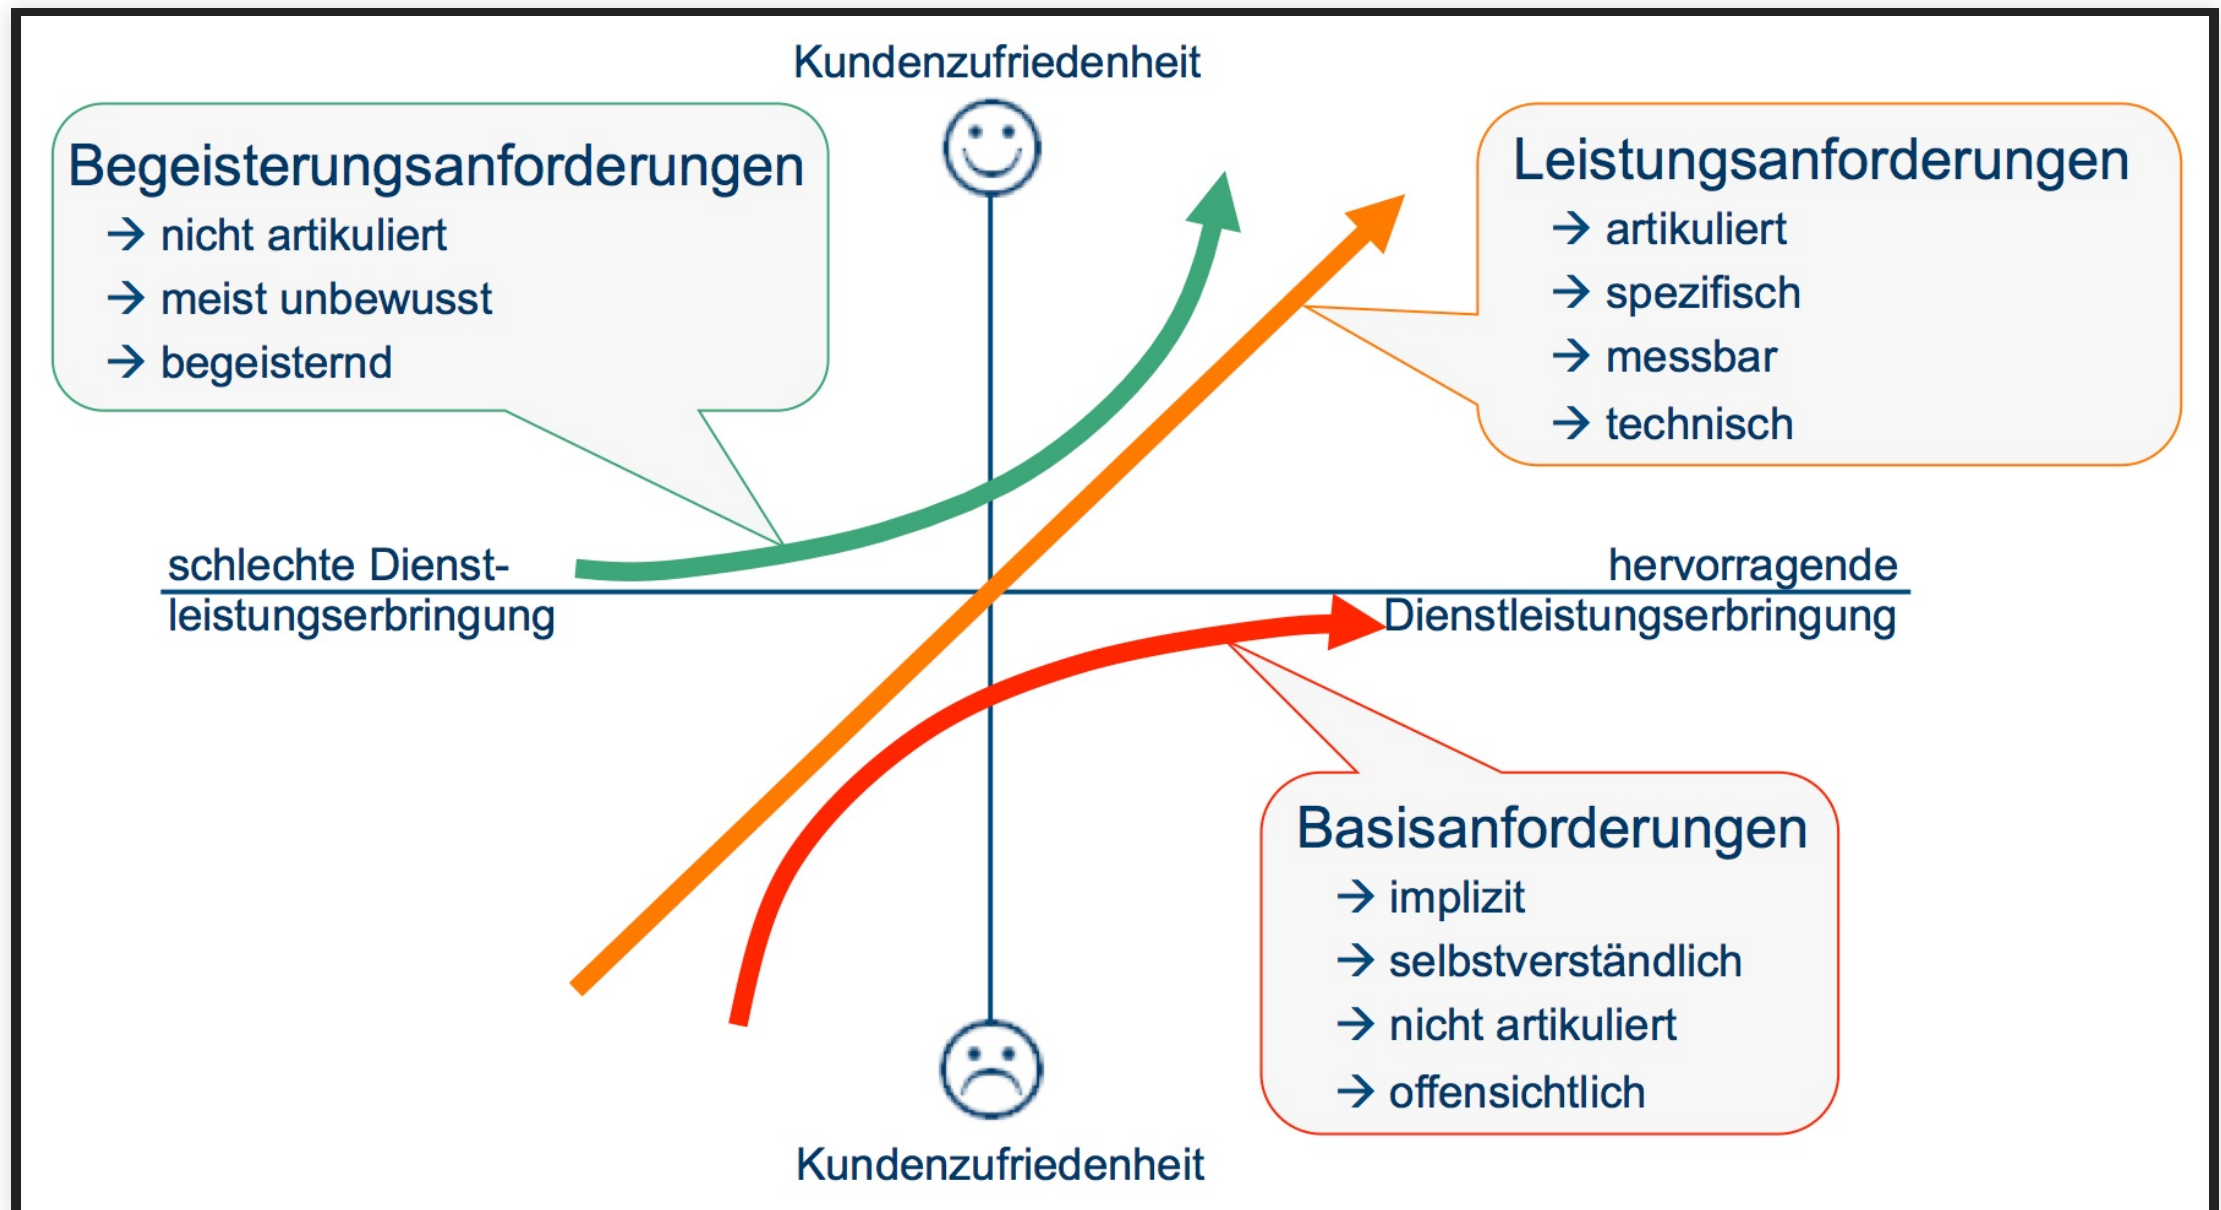 Kundenzufriedenheit
Begeisterungsanforderungen
→ nicht artikuliert
→ meist unbewusst
→ begeisternd
Leistungsanforderungen
→ artikuliert
→ spezifisch
→ messbar
→ technisch
schlechte Dienst-
leistungserbringung
hervorragende
Dienstleistungserbringung
Basisanforderungen
→ implizit
→ selbstverständlich
→ nicht artikuliert
→ offensichtlich
Kundenzufriedenheit